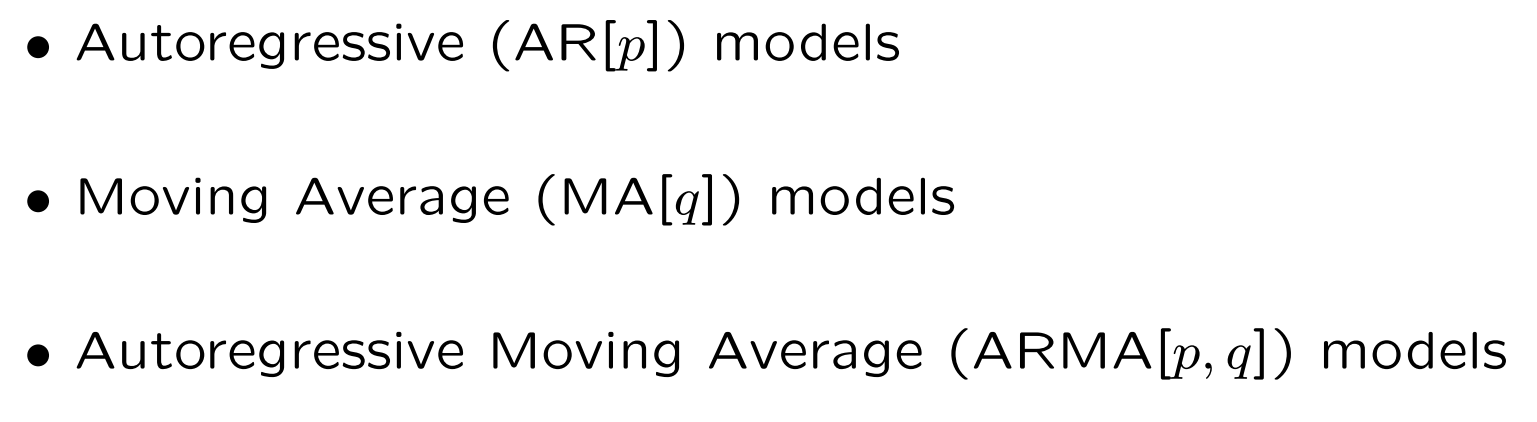 • Autoregressive (AR[p]) models
• Moving Average (MA[q]) models
• Autoregressive Moving Average (ARMA[p, q]) models